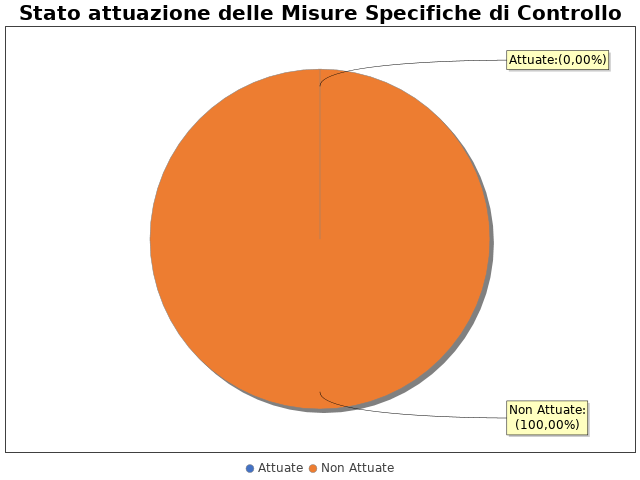 Stato attuazione delle Misure Specifiche di Controllo
Attuate:(0,00%)
Non Attuate:
(100,00%)
Attuate
Non Attuate